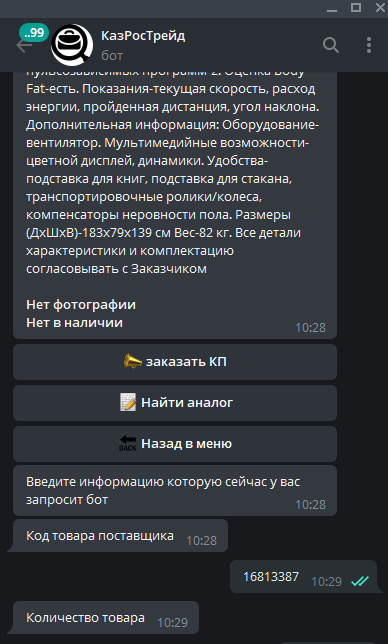 ..99
КазРосТрейд
бот
пульсозависимых программ-2. Оценка Body
Fat-есть. Показания-текущая скорость, расход
энергии, пройденная дистанция, угол наклона.
Дополнительная информация: Оборудование-
вентилятор. Мультимедийные возможности-
цветной дисплей, динамики. Удобства-
подставка для книг, подставка для стакана,
транспортировочные ролики/колеса,
компенсаторы неровности пола. Размеры
(ДхШхВ)-183х79х139 см Вес-82 кг. Все детали
характеристики и комплектацию
согласовывать с Заказчиком
Нет фотографии
Нет в наличии
10:28
заказать КП
Найти аналог
BACK Назад в меню
Введите информацию которую сейчас у вас
запросит бот
10:28
Код товара поставщика 10:28
16813387 10:29
Количество товара 10:29